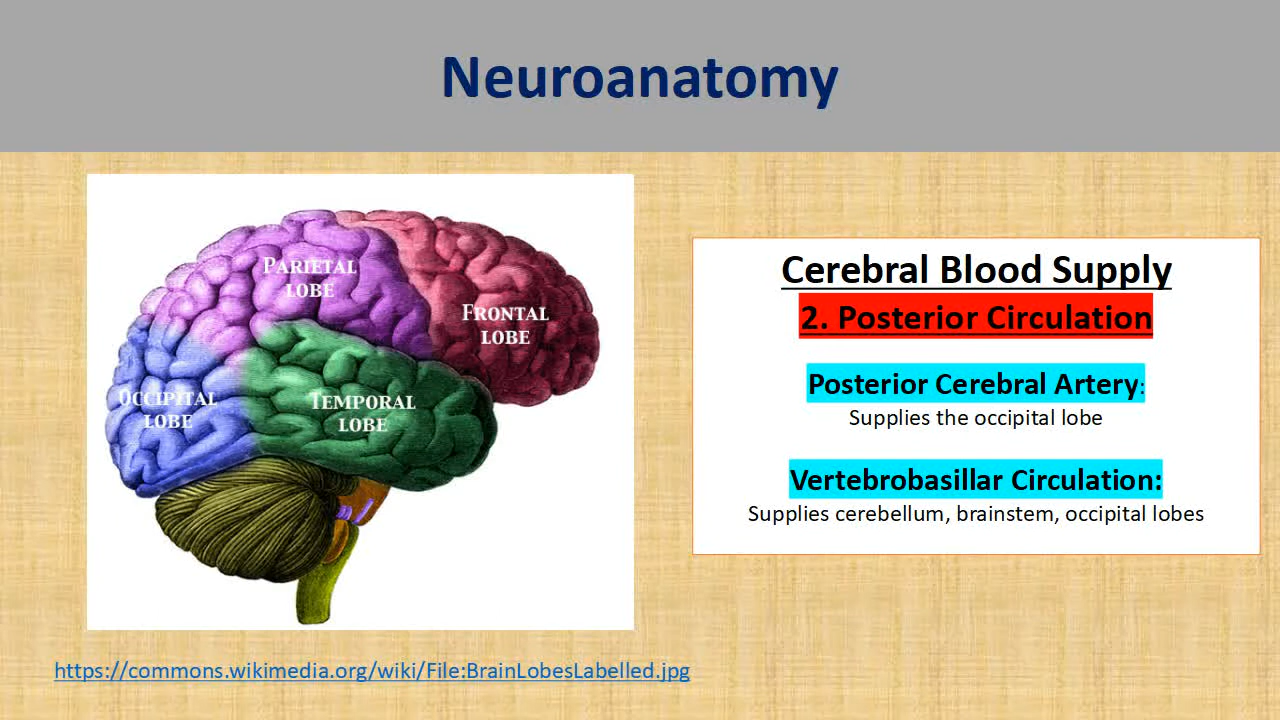 Neuroanatomy
PARIETAL
LOBE
FRONTAL
LOBE
OCCIPITAL
LOBE
TEMPORAL
LOBE
Cerebral Blood Supply
2. Posterior Circulation
Posterior Cerebral Artery:
Supplies the occipital lobe
Vertebrobasillar Circulation:
Supplies cerebellum, brainstem, occipital lobes
https://commons.wikimedia.org/wiki/File:BrainLobesLabelled.jpg